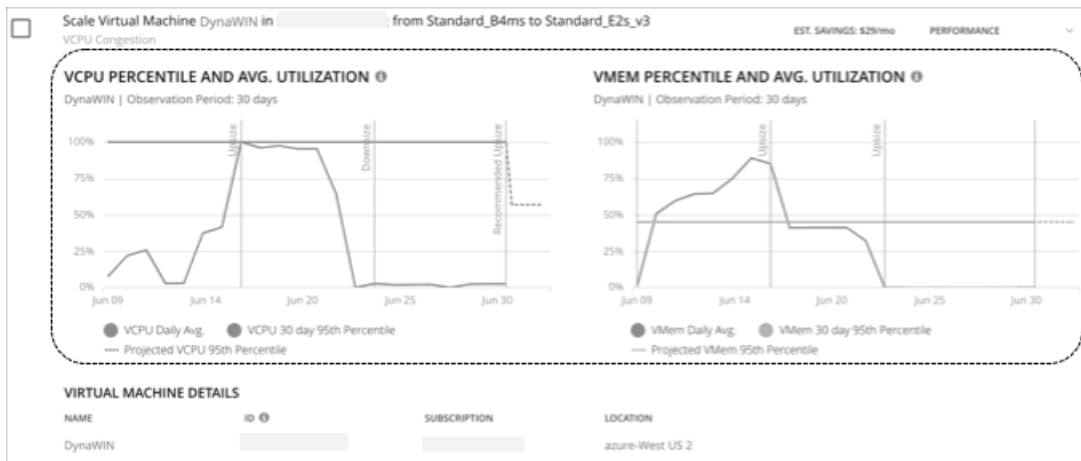 Scale Virtual Machine DynaWIN in from Standard_B4ms to Standard_E2s_v3
EST. SAVINGS: $29/mo
PERFORMANCE
VCPU Congestion
VCPU PERCENTILE AND AVG. UTILIZATION
DynaWIN | Observation Period: 30 days
100%
75%
50%
25%
0%
Upsize
Downsize
Recommended Upsize
Jun 09
Jun 14
Jun 20
Jun 25
Jun 30
VCPU Daily Avg.
VCPU 30 day 95th Percentile
Projected VCPU 95th Percentile
VMEM PERCENTILE AND AVG. UTILIZATION
DynaWIN | Observation Period: 30 days
100%
75%
50%
25%
0%
Upsize
Upsize
Jun 09
Jun 14
Jun 20
Jun 25
Jun 30
VMem Daily Avg.
VMem 30 day 95th Percentile
Projected VMem 95th Percentile
VIRTUAL MACHINE DETAILS
NAME
ID
SUBSCRIPTION
LOCATION
DynaWIN
azure-West US 2